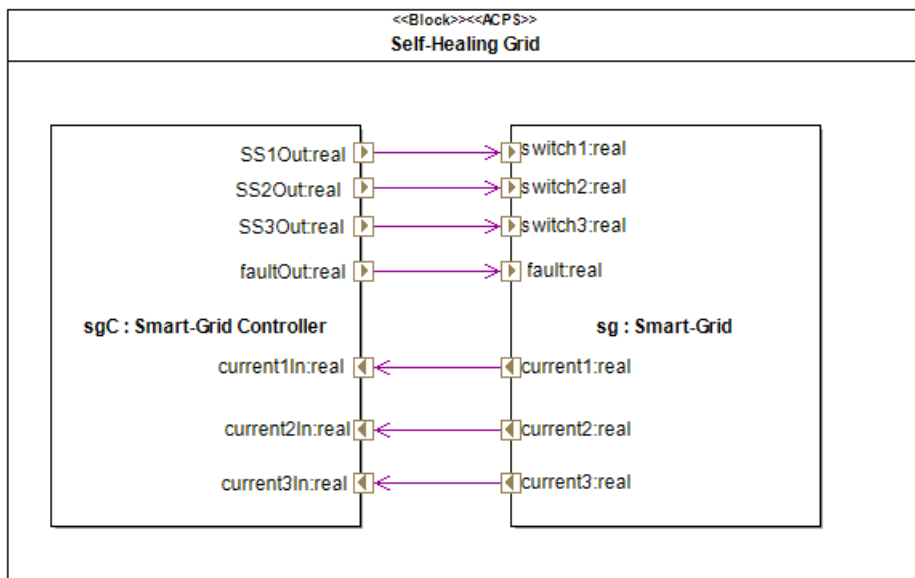 <<Block>><<ACPS>>
Self-Healing Grid
SS1Out:real
switch1:real
SS2Out:real
switch2:real
SS3Out:real
switch3:real
faultOut:real
fault:real
sgC : Smart-Grid Controller
sg : Smart-Grid
current1In:real
current1:real
current2In:real
current2:real
current3In:real
current3:real